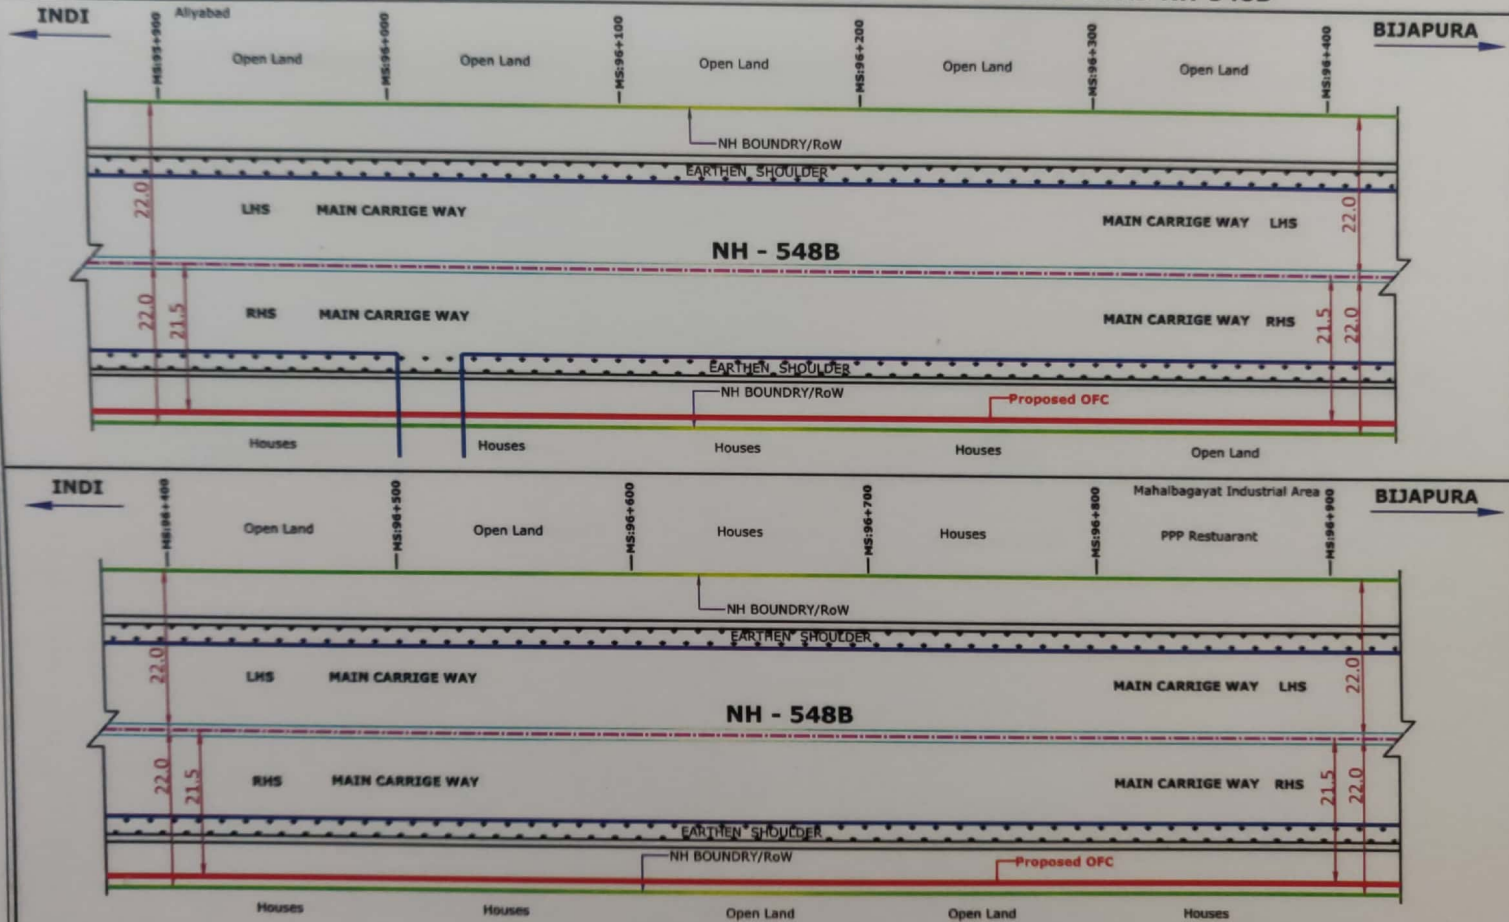 INDI
Aliyabad
BIJAPURA
MS:95+900
MS:96+000
MS:96+100
MS:96+200
MS:96+300
MS:96+400
Open Land
Open Land
Open Land
Open Land
Open Land
NH BOUNDRY/RoW
EARTHEN SHOULDER
22.0
LHS MAIN CARRIGE WAY
MAIN CARRIGE WAY LHS
22.0
NH - 548B
22.0
21.5
RHS MAIN CARRIGE WAY
MAIN CARRIGE WAY RHS
21.5
22.0
EARTHEN SHOULDER
NH BOUNDRY/RoW
Proposed OFC
Houses
Houses
Houses
Houses
Open Land
INDI
Mahalbagayat Industrial Area
BIJAPURA
MS:96+400
MS:96+500
MS:96+600
MS:96+700
MS:96+800
MS:96+900
Open Land
Open Land
Houses
Houses
PPP Restuarant
NH BOUNDRY/RoW
EARTHEN SHOULDER
22.0
LHS MAIN CARRIGE WAY
MAIN CARRIGE WAY LHS
22.0
NH - 548B
22.0
21.5
RHS MAIN CARRIGE WAY
MAIN CARRIGE WAY RHS
21.5
22.0
EARTHEN SHOULDER
NH BOUNDRY/RoW
Proposed OFC
Houses
Houses
Open Land
Open Land
Houses